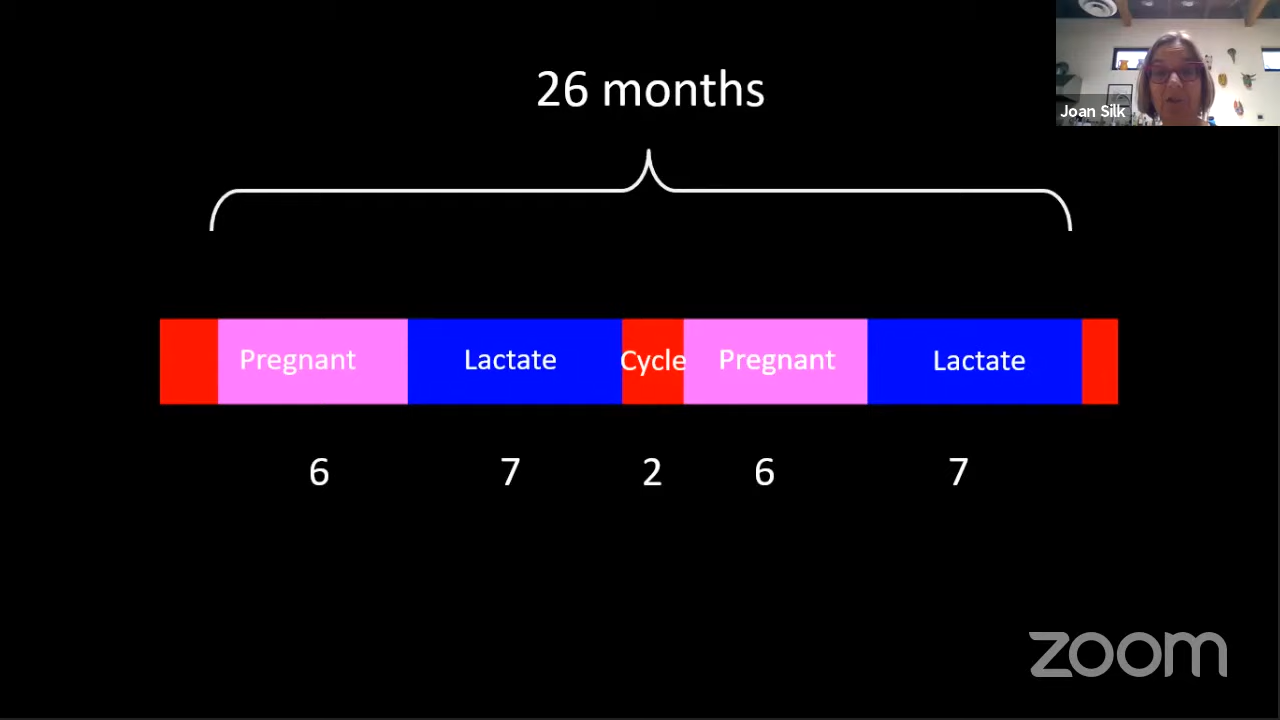 26 months
Joan Silk
Pregnant Lactate Cycle Pregnant Lactate
6 7 2 6 7
zoom